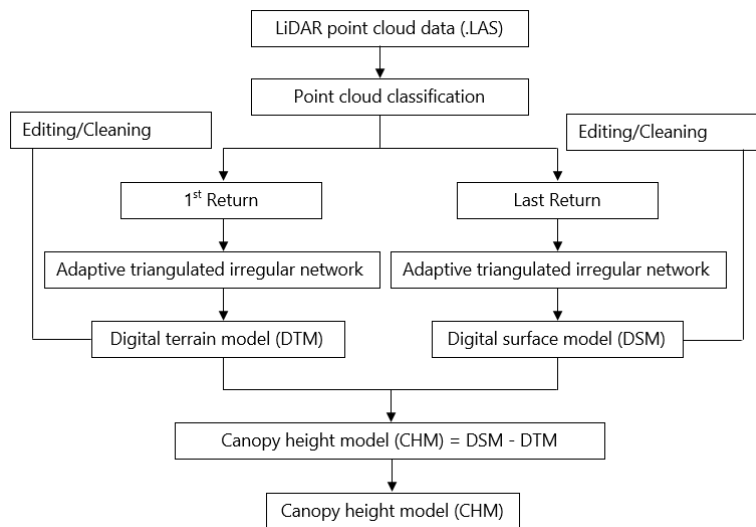 LiDAR point cloud data (.LAS)
Point cloud classification
Editing/Cleaning
Editing/Cleaning
1st Return
Last Return
Adaptive triangulated irregular network
Adaptive triangulated irregular network
Digital terrain model (DTM)
Digital surface model (DSM)
Canopy height model (CHM) = DSM - DTM
Canopy height model (CHM)